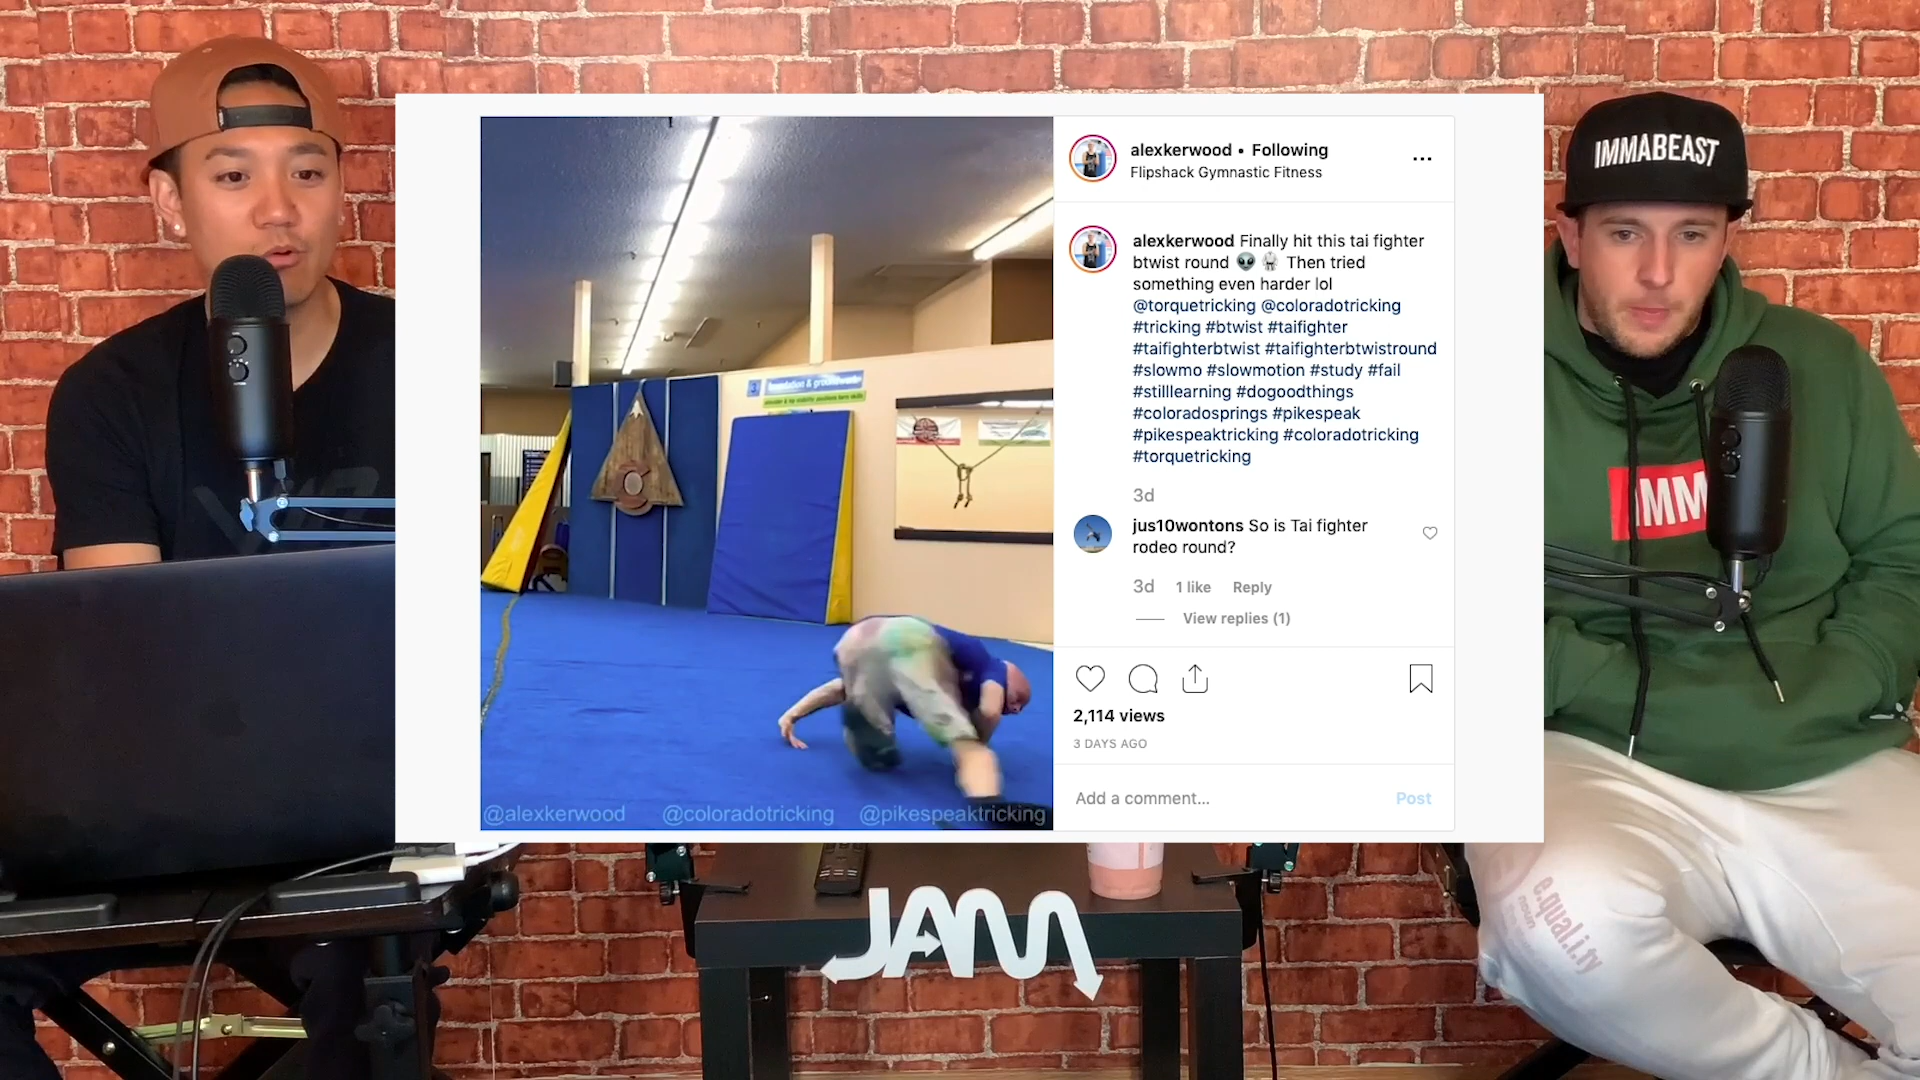 IMMABEAST
alexkerwood • Following
Flipshack Gymnastic Fitness
alexkerwood Finally hit this tai fighter
btwist round 👽 🥋 Then tried
something even harder lol
@torquetricking @coloradotricking
#tricking #btwist #taifighter
#taifighterbtwist #taifighterbtwistround
#slowmo #slowmotion #study #fail
#stilllearning #dogoodthings
#coloradosprings #pikespeak
#pikespeaktricking #coloradotricking
#torquetricking
3d
jus10wontons So is Tai fighter
rodeo round?
3d 1 like Reply
View replies (1)
2,114 views
3 DAYS AGO
Add a comment... Post
@alexkerwood @coloradotricking @pikespeaktricking
IMM
JAM
e.qual.i.ty